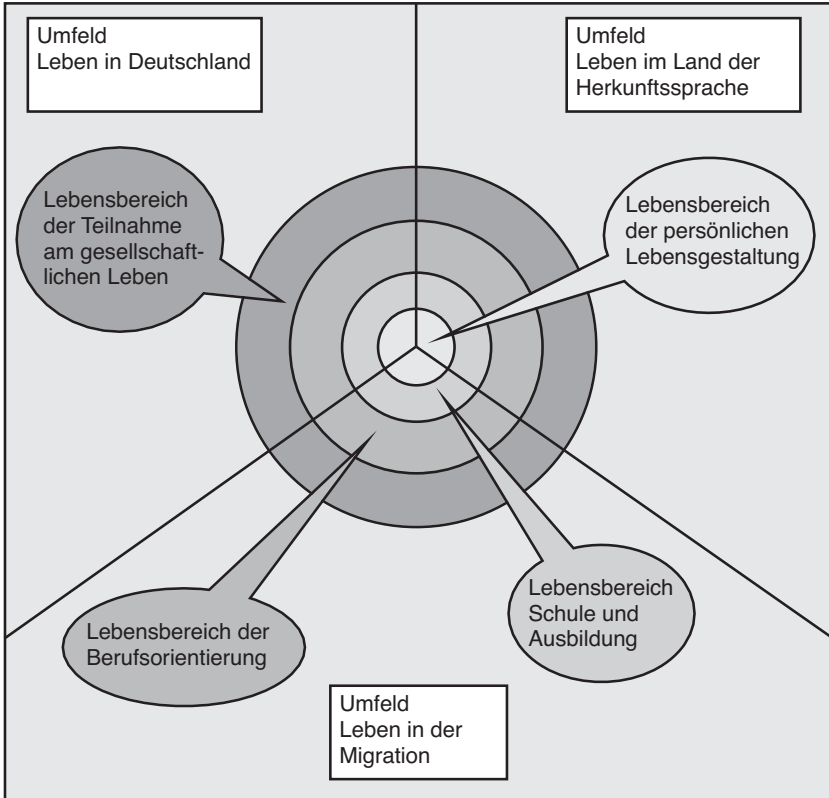 Umfeld
Leben in Deutschland
Umfeld
Leben im Land der
Herkunftssprache
Lebensbereich
der Teilnahme
am gesellschaft-
lichen Leben
Lebensbereich
der persönlichen
Lebensgestaltung
Lebensbereich der
Berufsorientierung
Lebensbereich
Schule und
Ausbildung
Umfeld
Leben in der
Migration